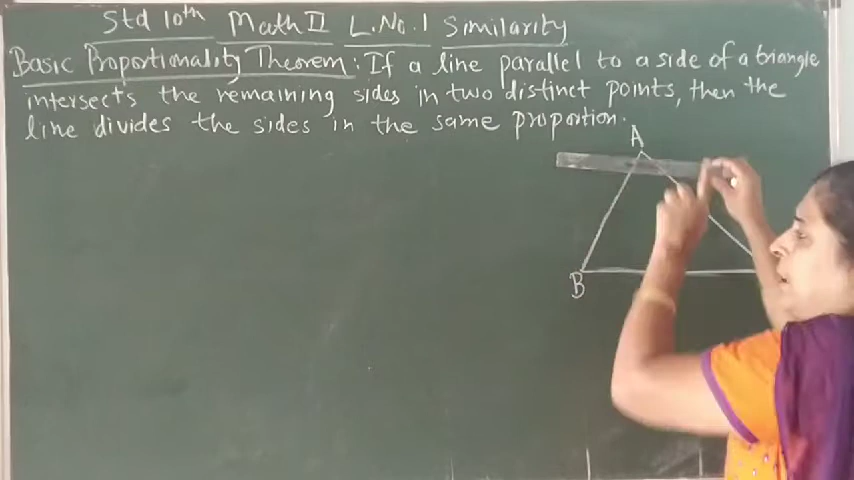 Std 10th Math II L.No.1 Similarity
Basic Proportionality Theorem: If a line parallel to a side of a triangle
intersects the remaining sides in two distinct points, then the
line divides the sides in the same proportion.
A
B